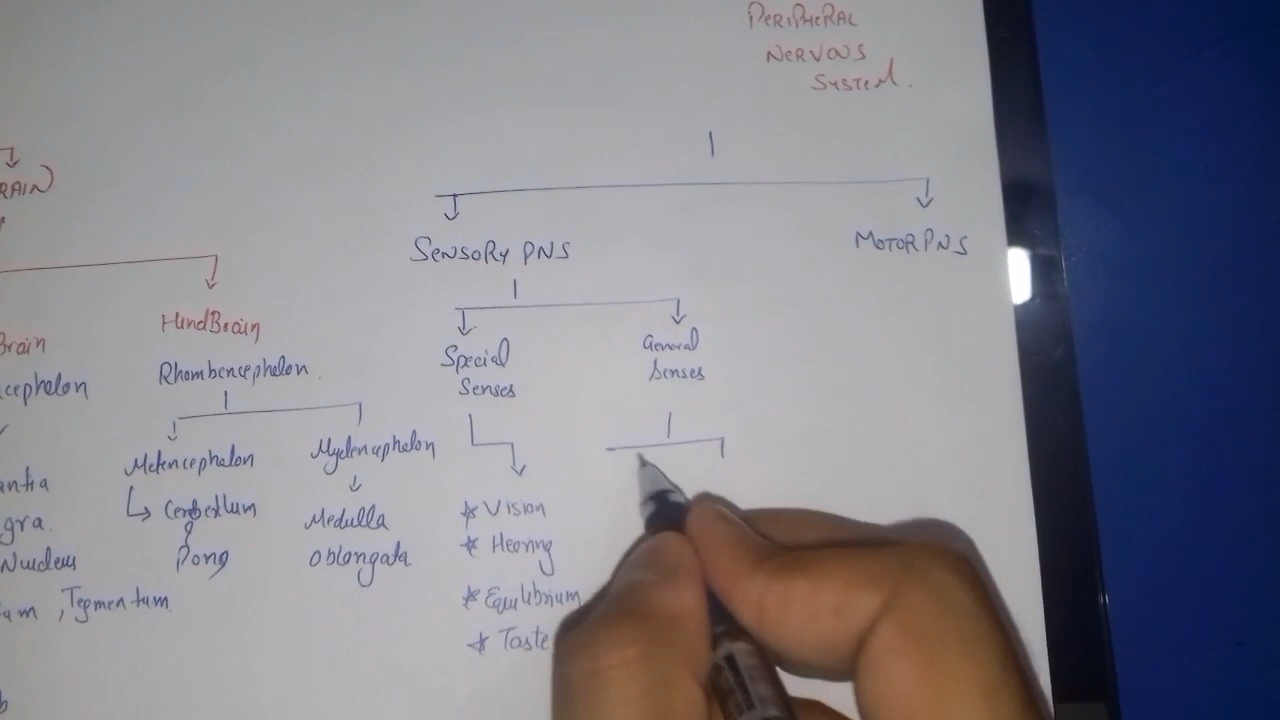 PERIPHERAL
NERVOUS
SYSTEM.
RAIN
SENSORY PNS
MOTOR PNS
HindBrain
Brain
Rhombencephalon
cephalon
Special
Senses
General
Senses
Metencephalon
Myelencephalon
antia
Cerebellum
Medulla
gra.
Pons
oblongata
Nucleus
um, Tegmentum
* Vision
* Hearing
* Equilibrium
* Taste
b